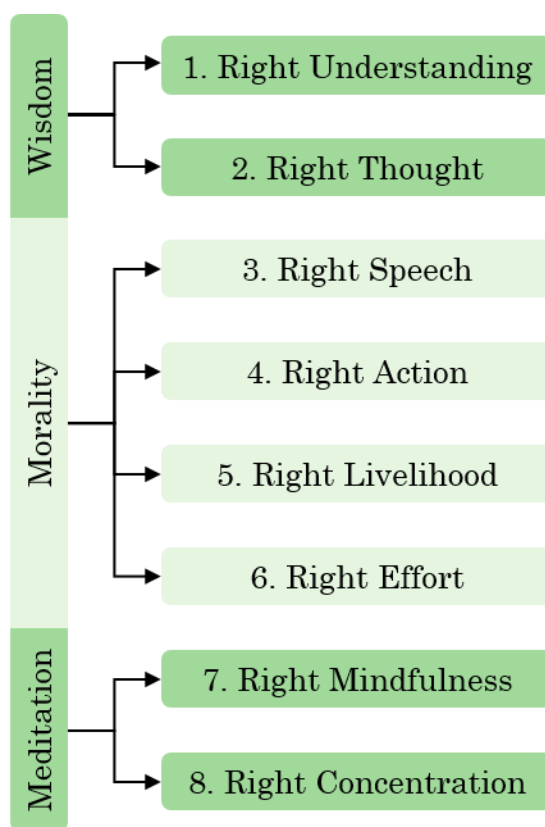 Wisdom
1. Right Understanding
2. Right Thought
Morality
3. Right Speech
4. Right Action
5. Right Livelihood
6. Right Effort
Meditation
7. Right Mindfulness
8. Right Concentration